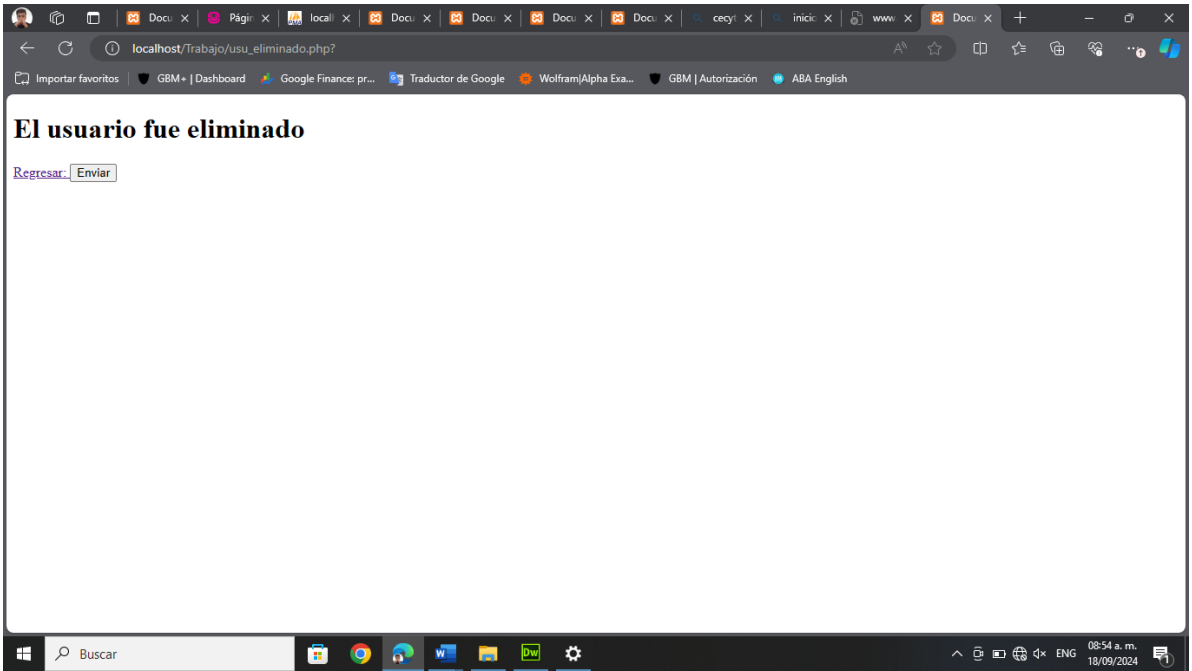 Docu Págin locall Docu Docu Docu Docu cecyt inicio www Docu
localhost/Trabajo/usu_eliminado.php?
Importar favoritos GBM+ | Dashboard Google Finance: pr... Traductor de Google Wolfram|Alpha Exa... GBM | Autorización ABA English
El usuario fue eliminado
Regresar: Enviar
Buscar
ENG
08:54 a. m.
18/09/2024